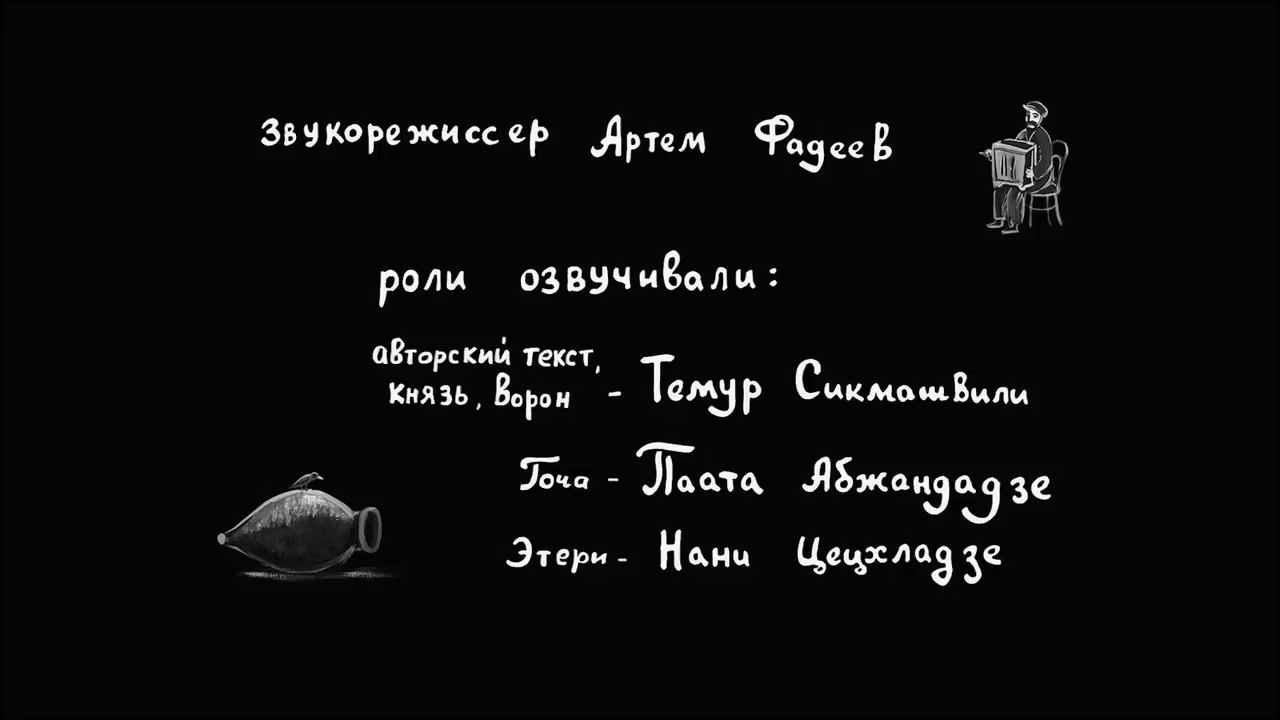 Звукорежиссер Артем Фадеев
роли озвучивали:
авторский текст,
князь, Ворон - Темур Сикмашвили
Гоча - Паата Абжандадзе
Этери - Нани Цецхладзе